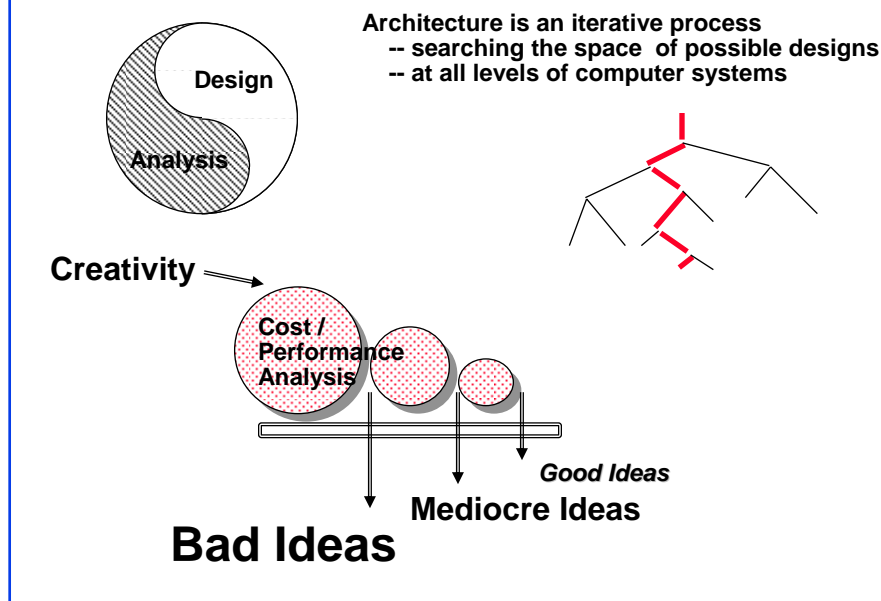 Architecture is an iterative process
-- searching the space of possible designs
-- at all levels of computer systems
Design
Analysis
Creativity
Cost /
Performance
Analysis
Good Ideas
Mediocre Ideas
Bad Ideas